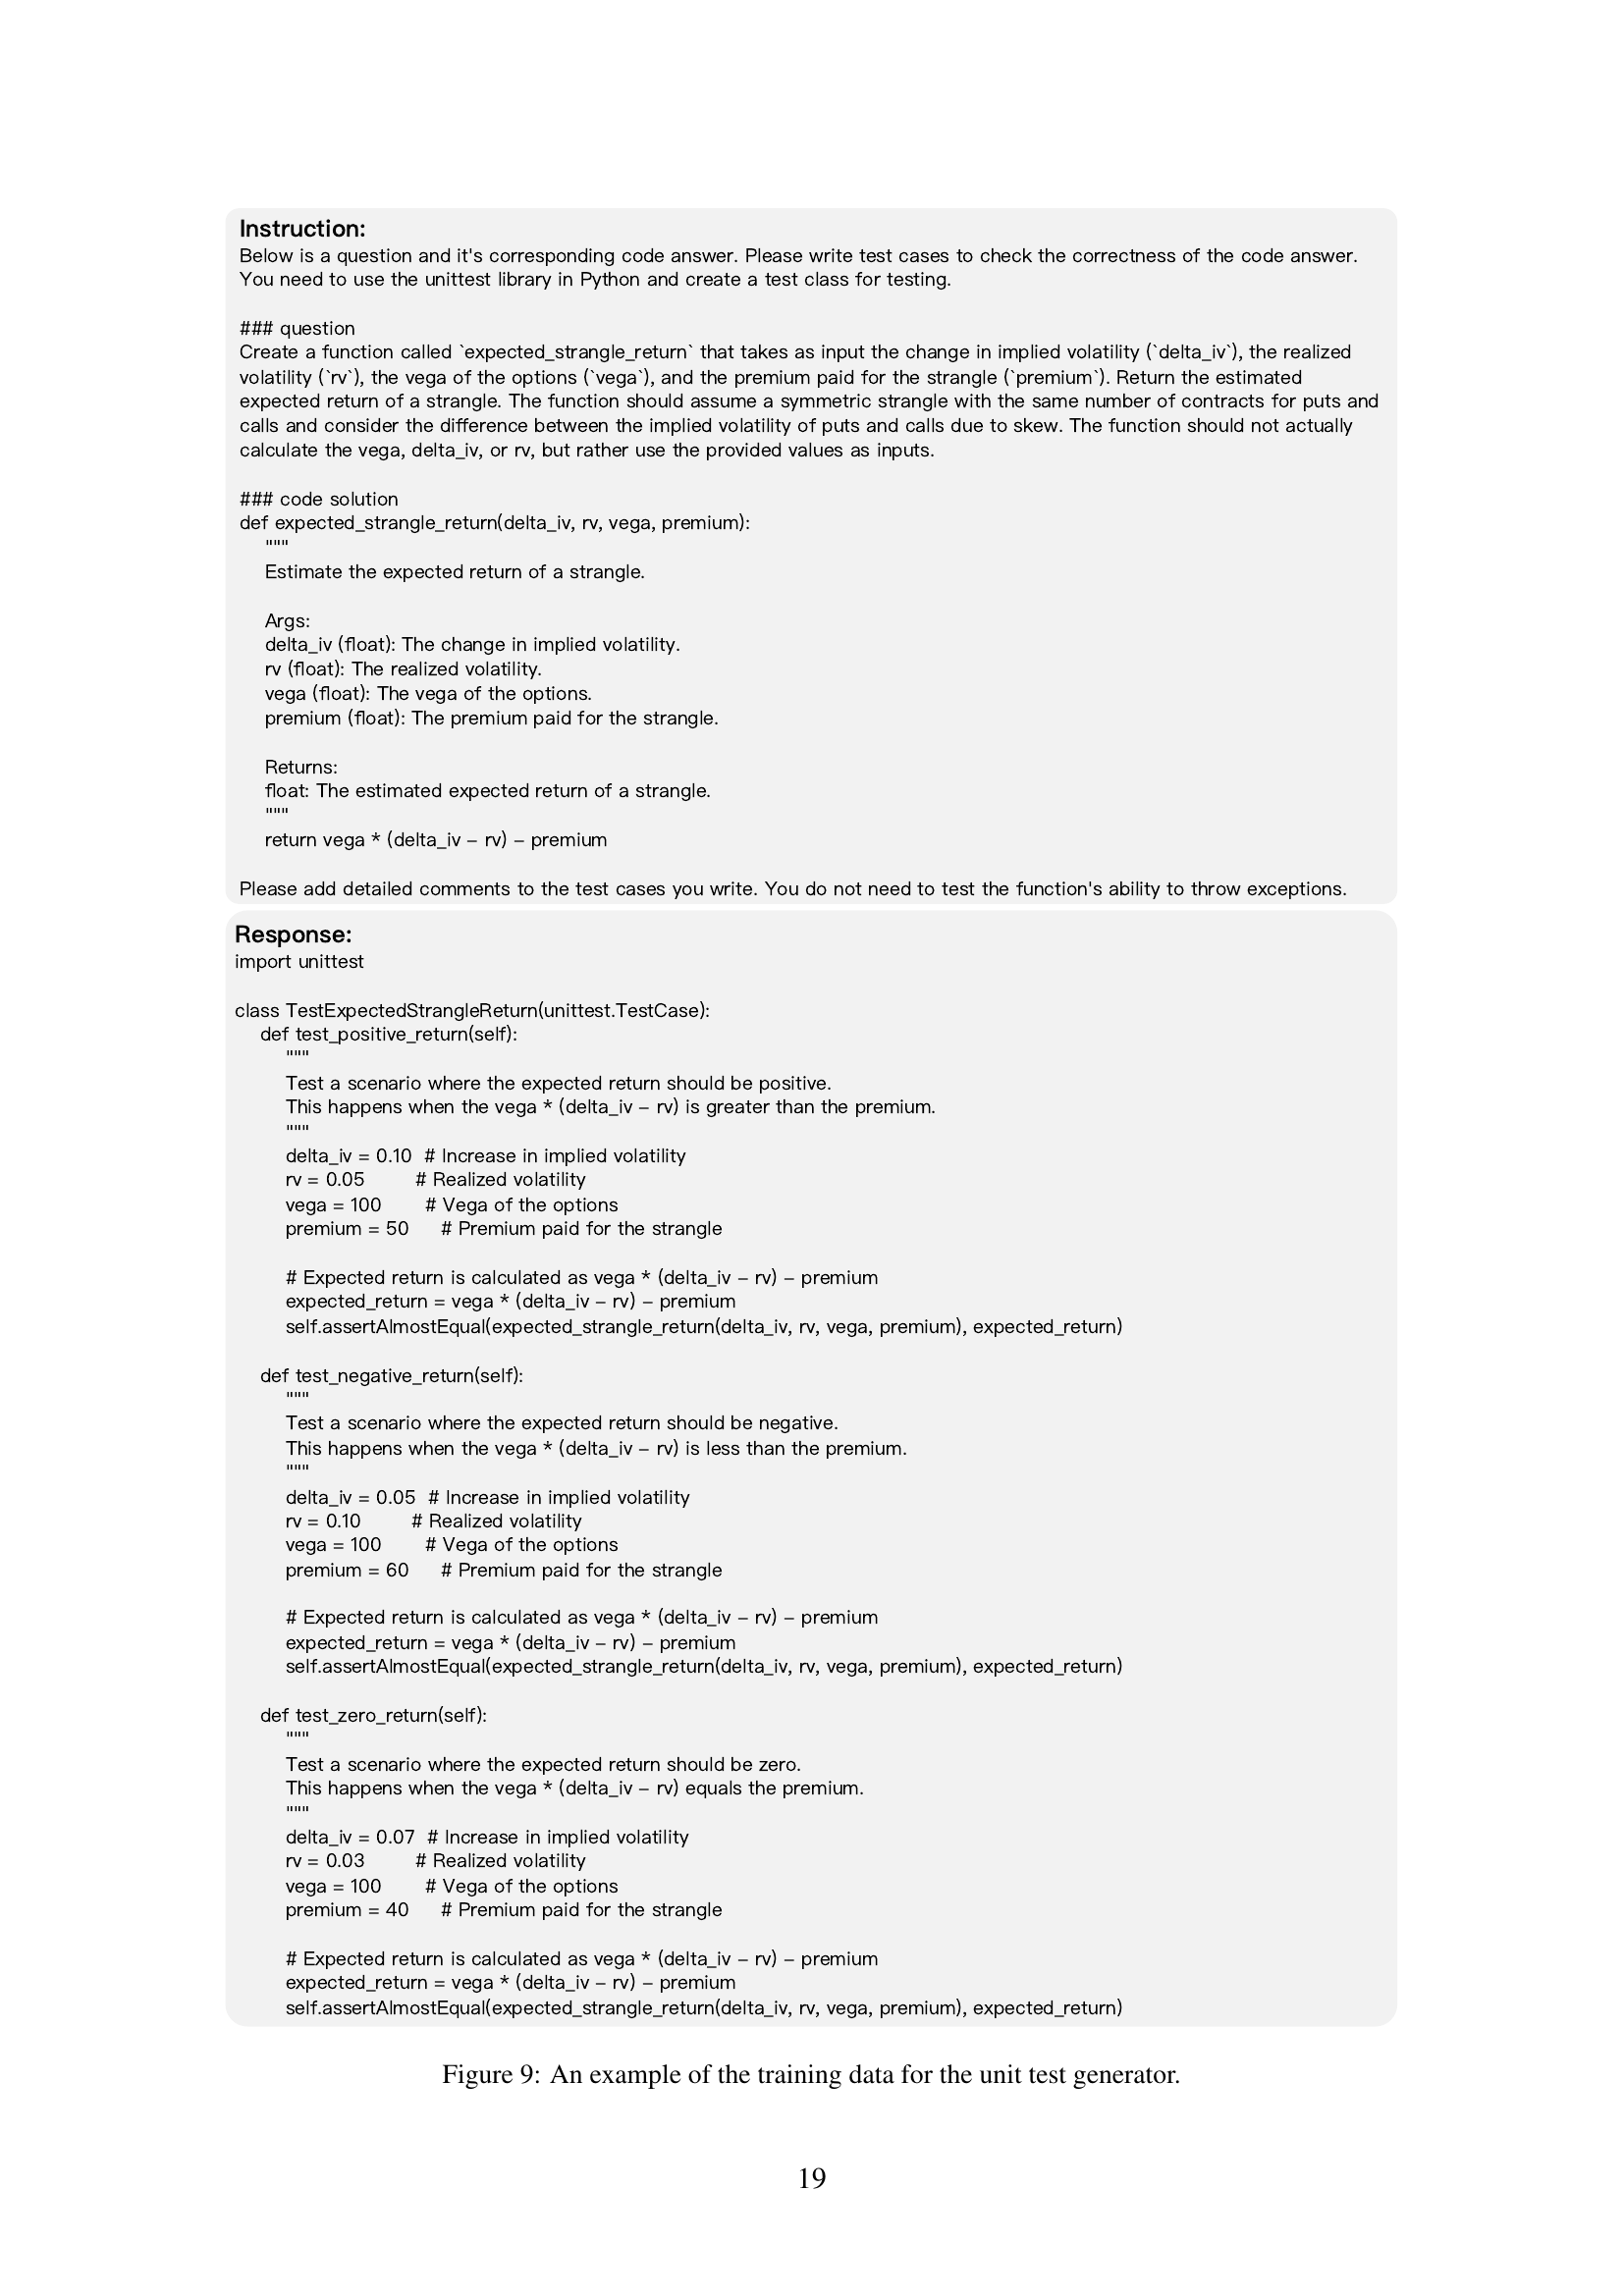 Instruction:
Below is a question and it's corresponding code answer. Please write test cases to check the correctness of the code answer.
You need to use the unittest library in Python and create a test class for testing.
### question
Create a function called `expected_strangle_return` that takes as input the change in implied volatility (`delta_iv`), the realized
volatility (`rv`), the vega of the options (`vega`), and the premium paid for the strangle (`premium`). Return the estimated
expected return of a strangle. The function should assume a symmetric strangle with the same number of contracts for puts and
calls and consider the difference between the implied volatility of puts and calls due to skew. The function should not actually
calculate the vega, delta_iv, or rv, but rather use the provided values as inputs.
### code solution
def expected_strangle_return(delta_iv, rv, vega, premium):
"""
Estimate the expected return of a strangle.
Args:
delta_iv (float): The change in implied volatility.
rv (float): The realized volatility.
vega (float): The vega of the options.
premium (float): The premium paid for the strangle.
Returns:
float: The estimated expected return of a strangle.
"""
return vega * (delta_iv – rv) – premium
Please add detailed comments to the test cases you write. You do not need to test the function's ability to throw exceptions.
Response:
import unittest
class TestExpectedStrangleReturn(unittest.TestCase):
def test_positive_return(self):
"""
Test a scenario where the expected return should be positive.
This happens when the vega * (delta_iv – rv) is greater than the premium.
"""
delta_iv = 0.10 # Increase in implied volatility
rv = 0.05 # Realized volatility
vega = 100 # Vega of the options
premium = 50 # Premium paid for the strangle
# Expected return is calculated as vega * (delta_iv – rv) – premium
expected_return = vega * (delta_iv – rv) – premium
self.assertAlmostEqual(expected_strangle_return(delta_iv, rv, vega, premium), expected_return)
def test_negative_return(self):
"""
Test a scenario where the expected return should be negative.
This happens when the vega * (delta_iv – rv) is less than the premium.
"""
delta_iv = 0.05 # Increase in implied volatility
rv = 0.10 # Realized volatility
vega = 100 # Vega of the options
premium = 60 # Premium paid for the strangle
# Expected return is calculated as vega * (delta_iv – rv) – premium
expected_return = vega * (delta_iv – rv) – premium
self.assertAlmostEqual(expected_strangle_return(delta_iv, rv, vega, premium), expected_return)
def test_zero_return(self):
"""
Test a scenario where the expected return should be zero.
This happens when the vega * (delta_iv – rv) equals the premium.
"""
delta_iv = 0.07 # Increase in implied volatility
rv = 0.03 # Realized volatility
vega = 100 # Vega of the options
premium = 40 # Premium paid for the strangle
# Expected return is calculated as vega * (delta_iv – rv) – premium
expected_return = vega * (delta_iv – rv) – premium
self.assertAlmostEqual(expected_strangle_return(delta_iv, rv, vega, premium), expected_return)
Figure 9: An example of the training data for the unit test generator.
19